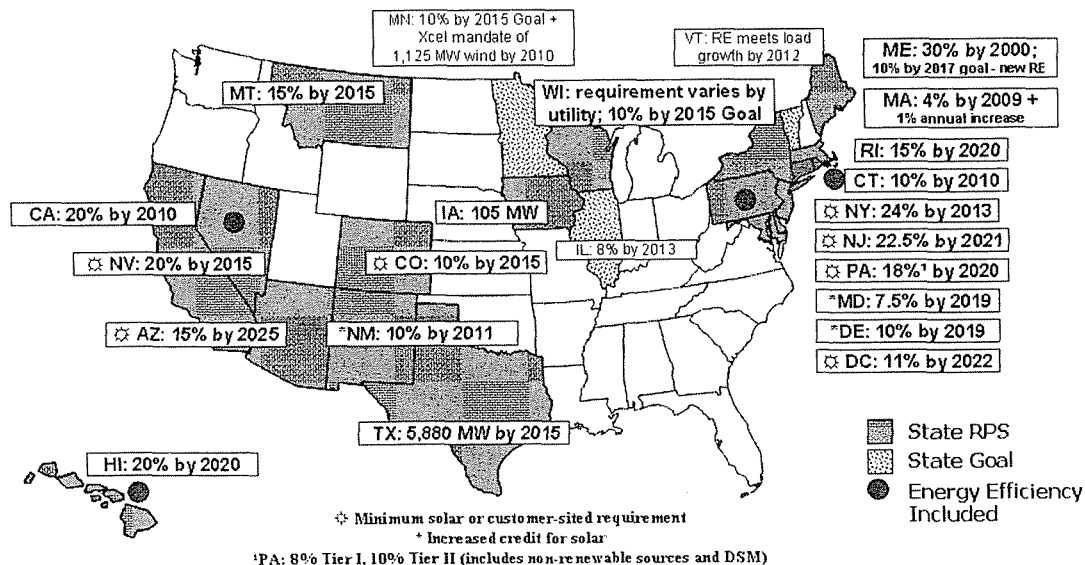 MN: 10% by 2015 Goal +
Xcel mandate of
1,125 MW wind by 2010
VT: RE meets load
growth by 2012
ME: 30% by 2000;
10% by 2017 goal - new RE
MT: 15% by 2015
WI: requirement varies by
utility; 10% by 2015 Goal
MA: 4% by 2009 +
1% annual increase
RI: 15% by 2020
CT: 10% by 2010
CA: 20% by 2010
IA: 105 MW
☼ NY: 24% by 2013
IL: 8% by 2013
☼ NJ: 22.5% by 2021
☼ NV: 20% by 2015
☼ CO: 10% by 2015
☼ PA: 18%¹ by 2020
*MD: 7.5% by 2019
☼ AZ: 15% by 2025
*NM: 10% by 2011
*DE: 10% by 2019
☼ DC: 11% by 2022
TX: 5,880 MW by 2015
State RPS
State Goal
HI: 20% by 2020
Energy Efficiency
Included
☼ Minimum solar or customer-sited requirement
* Increased credit for solar
¹PA: 8% Tier I, 10% Tier II (includes non-renewable sources and DSM)